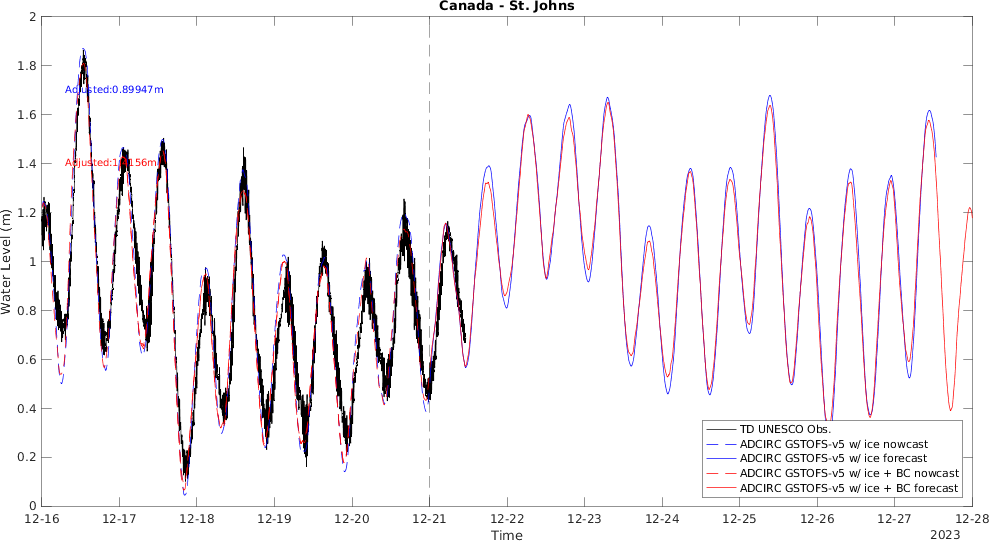 Canada - St. Johns
Water Level (m)
2
1.8
1.6
1.4
1.2
1
0.8
0.6
0.4
0.2
0
Adjusted:0.89947m
TD UNESCO Obs.
ADCIRC GSTOFS-v5 w/ ice nowcast
ADCIRC GSTOFS-v5 w/ ice forecast
ADCIRC GSTOFS-v5 w/ ice + BC nowcast
ADCIRC GSTOFS-v5 w/ ice + BC forecast
12-16
12-17
12-18
12-19
12-20
12-21
12-22
12-23
12-24
12-25
12-26
12-27
12-28
Time
2023